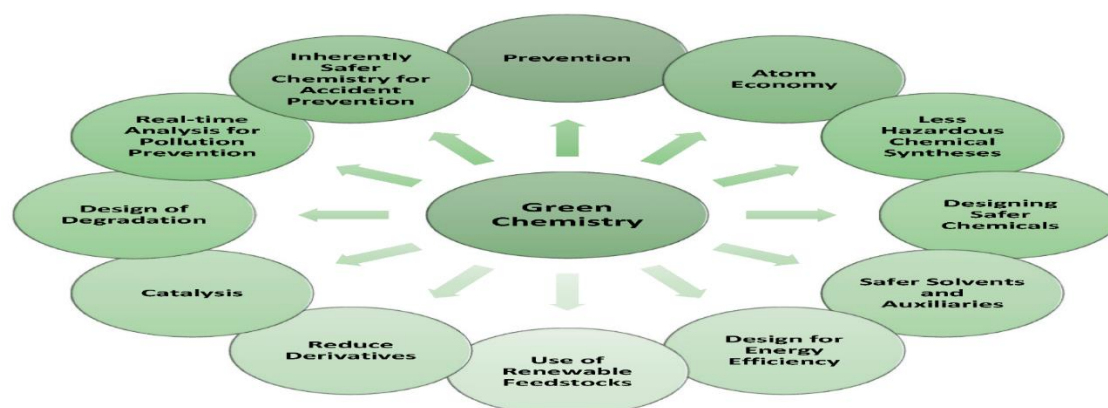 Prevention
Atom
Economy
Less
Hazardous
Chemical
Syntheses
Designing
Safer
Chemicals
Safer Solvents
and
Auxiliaries
Design for
Energy
Efficiency
Use of
Renewable
Feedstocks
Reduce
Derivatives
Catalysis
Design of
Degradation
Real-time
Analysis for
Pollution
Prevention
Inherently
Safer
Chemistry for
Accident
Prevention
Green
Chemistry